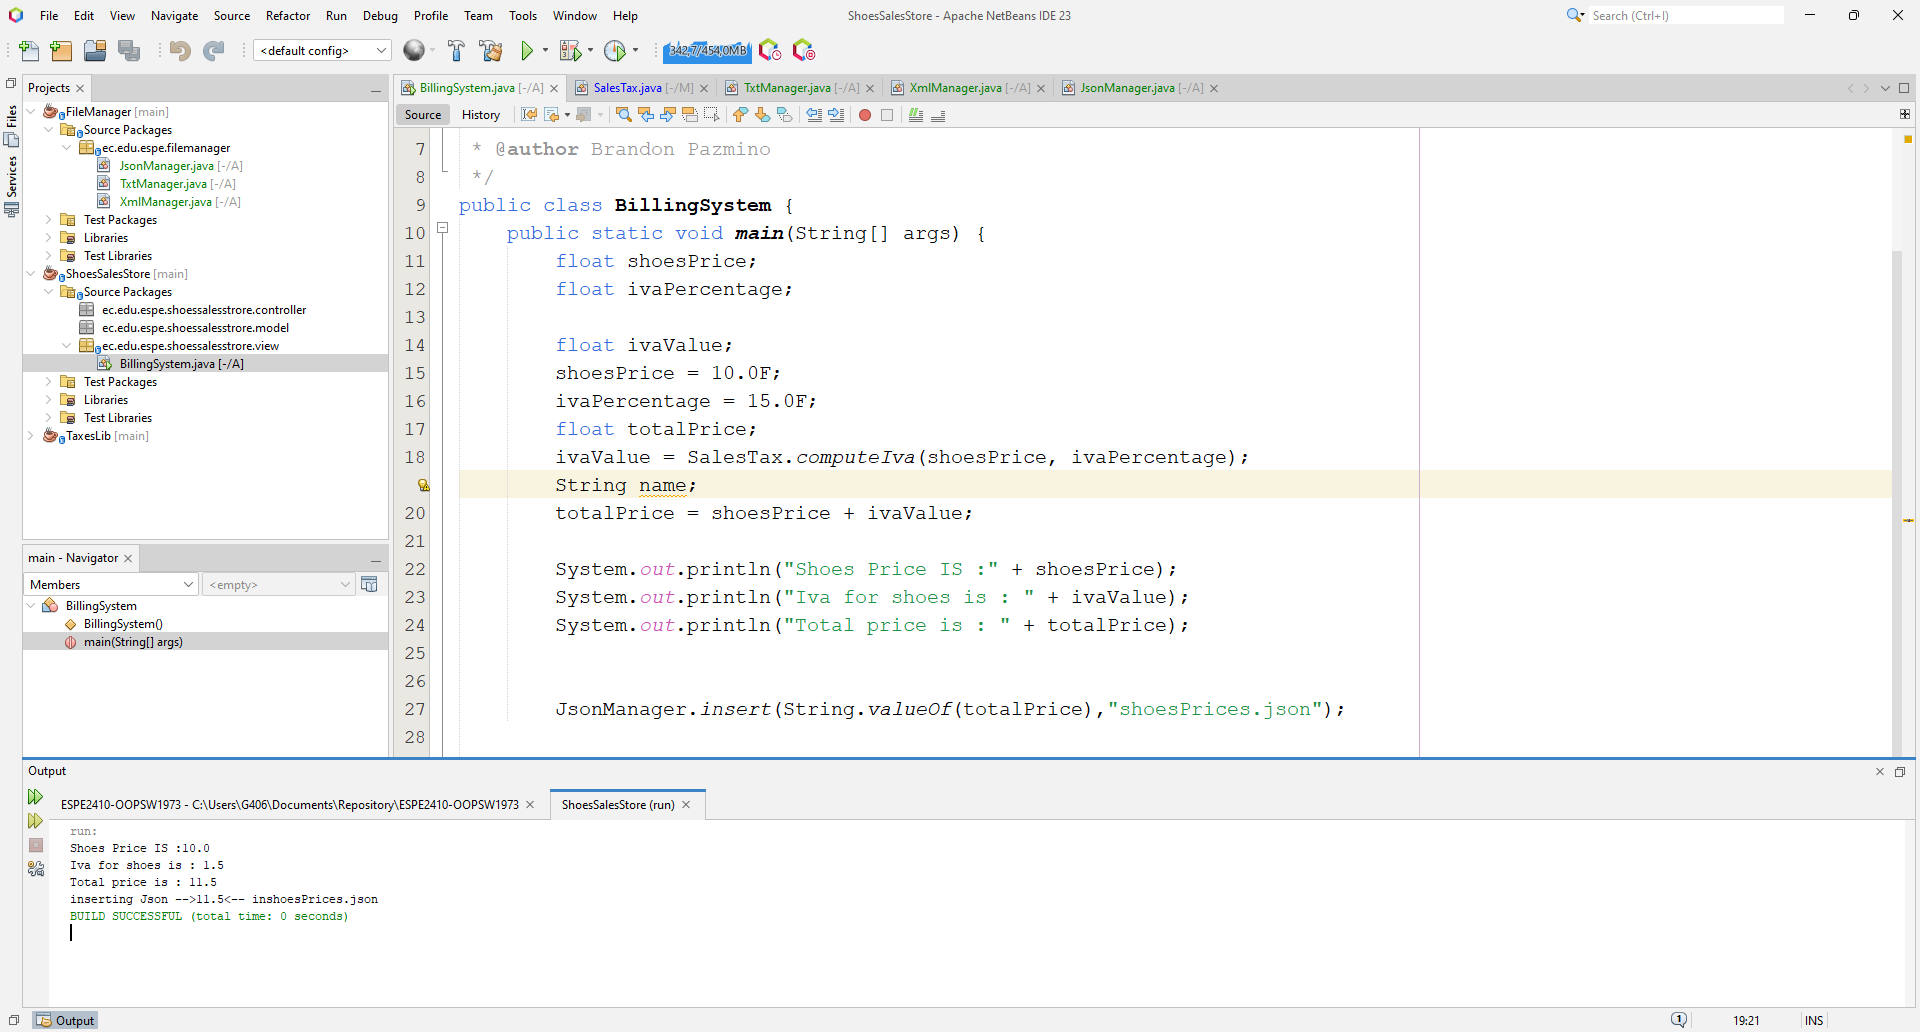 File Edit View Navigate Source Refactor Run Debug Profile Team Tools Window Help
ShoesSalesStore - Apache NetBeans IDE 23
Search (Ctrl+I)
<default config>
342,7/454,0MB
Projects
Files
Services
FileManager [main]
Source Packages
ec.edu.espe.filemanager
JsonManager.java [-/A]
TxtManager.java [-/A]
XmlManager.java [-/A]
Test Packages
Libraries
Test Libraries
ShoesSalesStore [main]
Source Packages
ec.edu.espe.shoessalesstrore.controller
ec.edu.espe.shoessalesstrore.model
ec.edu.espe.shoessalesstrore.view
BillingSystem.java [-/A]
Test Packages
Libraries
Test Libraries
TaxesLib [main]
main - Navigator
Members
<empty>
BillingSystem
BillingSystem()
main(String[] args)
BillingSystem.java [-/A] SalesTax.java [-/M] TxtManager.java [-/A] XmlManager.java [-/A] JsonManager.java [-/A]
Source History
7 * @author Brandon Pazmino
8 */
9 public class BillingSystem {
10 public static void main(String[] args) {
11 float shoesPrice;
12 float ivaPercentage;
13
14 float ivaValue;
15 shoesPrice = 10.0F;
16 ivaPercentage = 15.0F;
17 float totalPrice;
18 ivaValue = SalesTax.computeIva(shoesPrice, ivaPercentage);
String name;
20 totalPrice = shoesPrice + ivaValue;
21
22 System.out.println("Shoes Price IS :" + shoesPrice);
23 System.out.println("Iva for shoes is : " + ivaValue);
24 System.out.println("Total price is : " + totalPrice);
25
26
27 JsonManager.insert(String.valueOf(totalPrice),"shoesPrices.json");
28
Output
ESPE2410-OOPSW1973 - C:\Users\G406\Documents\Repository\ESPE2410-OOPSW1973 ShoesSalesStore (run)
run:
Shoes Price IS :10.0
Iva for shoes is : 1.5
Total price is : 11.5
inserting Json -->11.5<-- inshoesPrices.json
BUILD SUCCESSFUL (total time: 0 seconds)
Output
1
19:21
INS